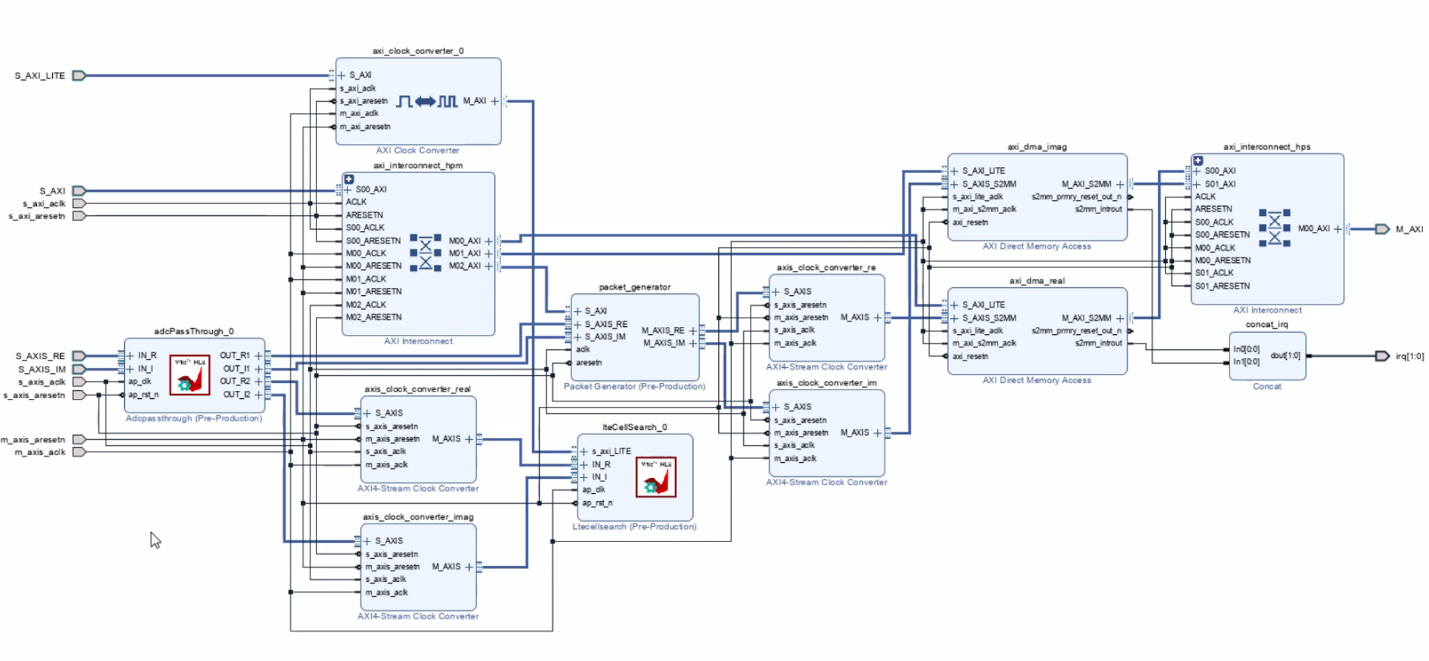 S_AXI_LITE
S_AXI
s_axi_aclk
s_axi_aresetn
S_AXIS_RE
S_AXIS_IM
s_axis_aclk
s_axis_aresetn
m_axis_aresetn
m_axis_aclk
axi_clock_converter_0
S_AXI
s_axi_aclk
s_axi_aresetn
m_axi_aclk
m_axi_aresetn
M_AXI
AXI Clock Converter
axi_interconnect_hpm
S00_AXI
ACLK
ARESETN
S00_ACLK
S00_ARESETN
M00_ACLK
M00_ARESETN
M01_ACLK
M01_ARESETN
M02_ACLK
M02_ARESETN
M00_AXI
M01_AXI
M02_AXI
AXI Interconnect
adcPassThrough_0
IN_R
IN_I
ap_clk
ap_rst_n
OUT_R1
OUT_I1
OUT_R2
OUT_I2
Adcpassthrough (Pre-Production)
axis_clock_converter_real
S_AXIS
s_axis_aresetn
m_axis_aresetn
s_axis_aclk
m_axis_aclk
M_AXIS
AXI4-Stream Clock Converter
axis_clock_converter_imag
S_AXIS
s_axis_aresetn
m_axis_aresetn
s_axis_aclk
m_axis_aclk
M_AXIS
AXI4-Stream Clock Converter
packet_generator
S_AXI
S_AXIS_RE
S_AXIS_IM
aclk
aresetn
M_AXIS_RE
M_AXIS_IM
Packet Generator (Pre-Production)
lteCellSearch_0
s_axi_LITE
IN_R
IN_I
ap_clk
ap_rst_n
Ltecellsearch (Pre-Production)
axis_clock_converter_re
S_AXIS
s_axis_aresetn
m_axis_aresetn
s_axis_aclk
m_axis_aclk
M_AXIS
AXI4-Stream Clock Converter
axis_clock_converter_im
S_AXIS
s_axis_aresetn
m_axis_aresetn
s_axis_aclk
m_axis_aclk
M_AXIS
AXI4-Stream Clock Converter
axi_dma_imag
S_AXI_LITE
S_AXIS_S2MM
s_axi_lite_aclk
m_axi_s2mm_aclk
axi_resetn
M_AXI_S2MM
s2mm_prmry_reset_out_n
s2mm_introut
AXI Direct Memory Access
axi_dma_real
S_AXI_LITE
S_AXIS_S2MM
s_axi_lite_aclk
m_axi_s2mm_aclk
axi_resetn
M_AXI_S2MM
s2mm_prmry_reset_out_n
s2mm_introut
AXI Direct Memory Access
axi_interconnect_hps
S00_AXI
S01_AXI
ACLK
ARESETN
S00_ACLK
S00_ARESETN
M00_ACLK
M00_ARESETN
S01_ACLK
S01_ARESETN
M00_AXI
AXI Interconnect
concat_irq
In0[0:0]
In1[0:0]
dout[1:0]
Concat
M_AXI
irq[1:0]